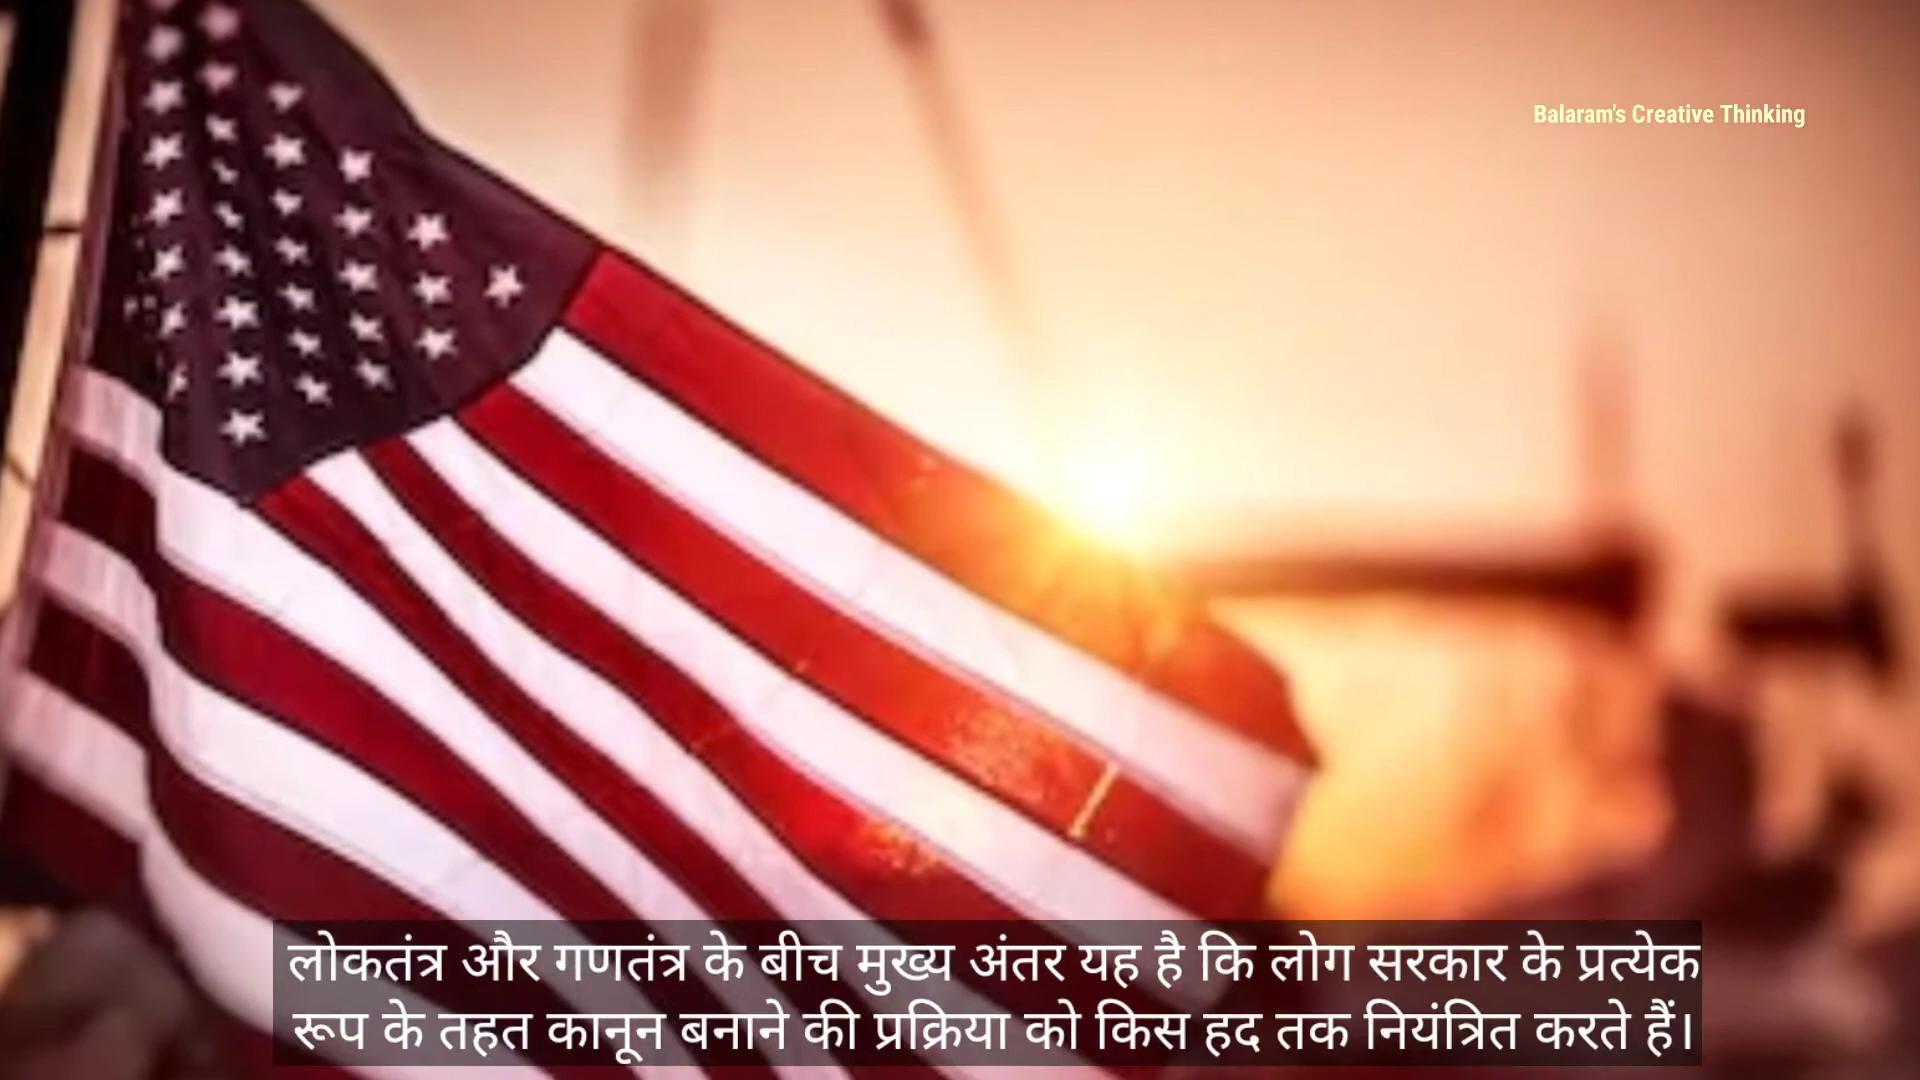 Balaram's Creative Thinking
लोकतंत्र और गणतंत्र के बीच मुख्य अंतर यह है कि लोग सरकार के प्रत्येक
रूप के तहत कानून बनाने की प्रक्रिया को किस हद तक नियंत्रित करते हैं।